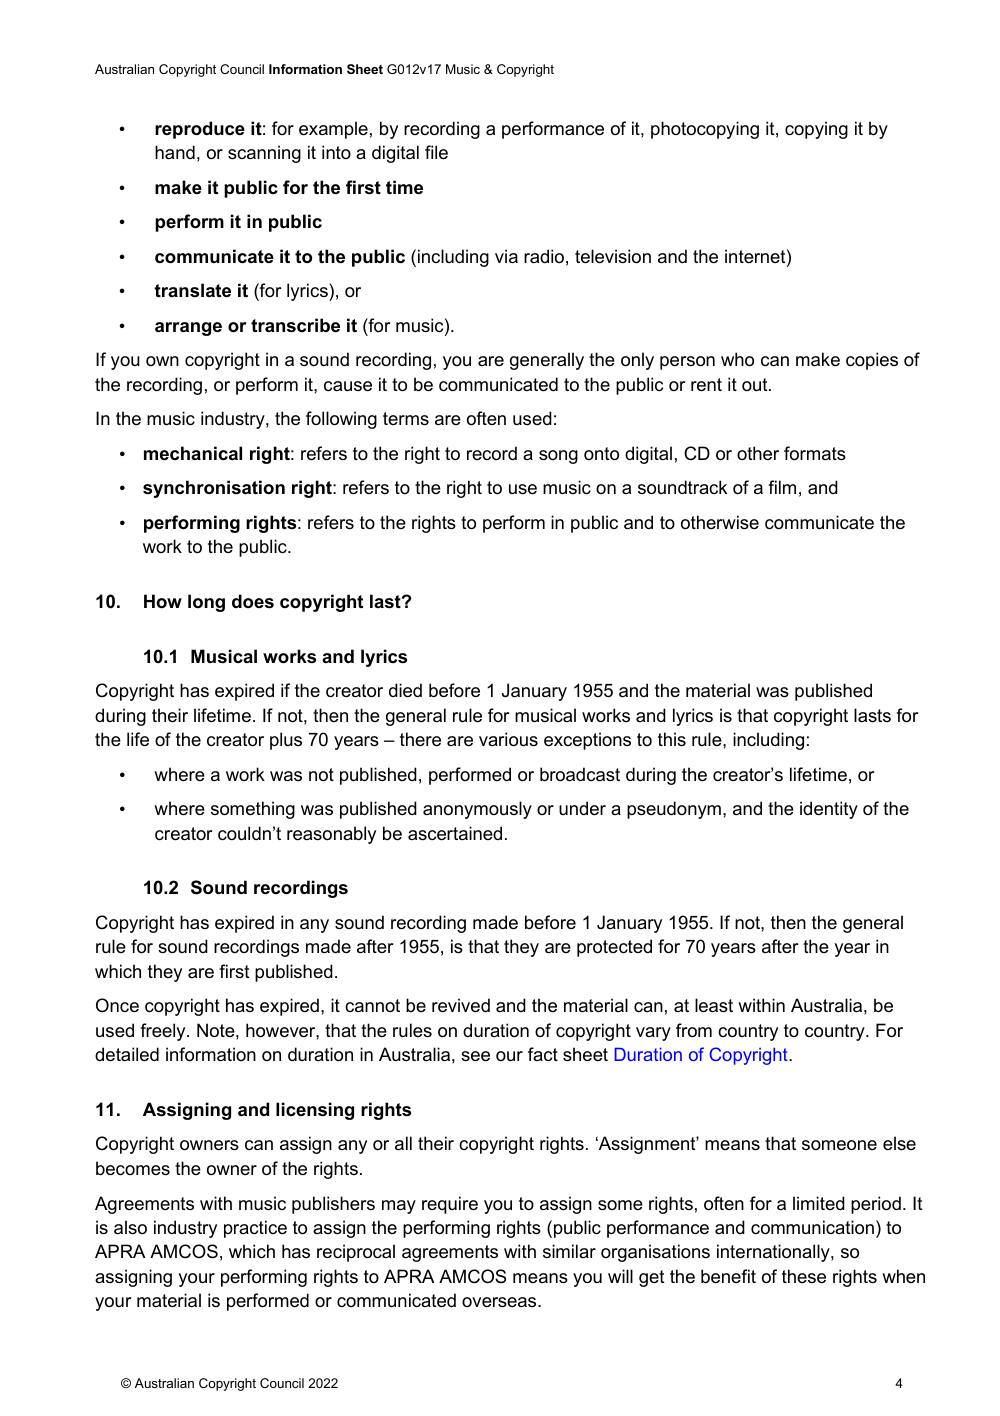 Australian Copyright Council Information Sheet G012v17 Music & Copyright
• reproduce it: for example, by recording a performance of it, photocopying it, copying it by
hand, or scanning it into a digital file
• make it public for the first time
• perform it in public
• communicate it to the public (including via radio, television and the internet)
• translate it (for lyrics), or
• arrange or transcribe it (for music).
If you own copyright in a sound recording, you are generally the only person who can make copies of
the recording, or perform it, cause it to be communicated to the public or rent it out.
In the music industry, the following terms are often used:
• mechanical right: refers to the right to record a song onto digital, CD or other formats
• synchronisation right: refers to the right to use music on a soundtrack of a film, and
• performing rights: refers to the rights to perform in public and to otherwise communicate the
work to the public.
10. How long does copyright last?
10.1 Musical works and lyrics
Copyright has expired if the creator died before 1 January 1955 and the material was published
during their lifetime. If not, then the general rule for musical works and lyrics is that copyright lasts for
the life of the creator plus 70 years – there are various exceptions to this rule, including:
• where a work was not published, performed or broadcast during the creator’s lifetime, or
• where something was published anonymously or under a pseudonym, and the identity of the
creator couldn’t reasonably be ascertained.
10.2 Sound recordings
Copyright has expired in any sound recording made before 1 January 1955. If not, then the general
rule for sound recordings made after 1955, is that they are protected for 70 years after the year in
which they are first published.
Once copyright has expired, it cannot be revived and the material can, at least within Australia, be
used freely. Note, however, that the rules on duration of copyright vary from country to country. For
detailed information on duration in Australia, see our fact sheet Duration of Copyright.
11. Assigning and licensing rights
Copyright owners can assign any or all their copyright rights. ‘Assignment’ means that someone else
becomes the owner of the rights.
Agreements with music publishers may require you to assign some rights, often for a limited period. It
is also industry practice to assign the performing rights (public performance and communication) to
APRA AMCOS, which has reciprocal agreements with similar organisations internationally, so
assigning your performing rights to APRA AMCOS means you will get the benefit of these rights when
your material is performed or communicated overseas.
© Australian Copyright Council 2022 4